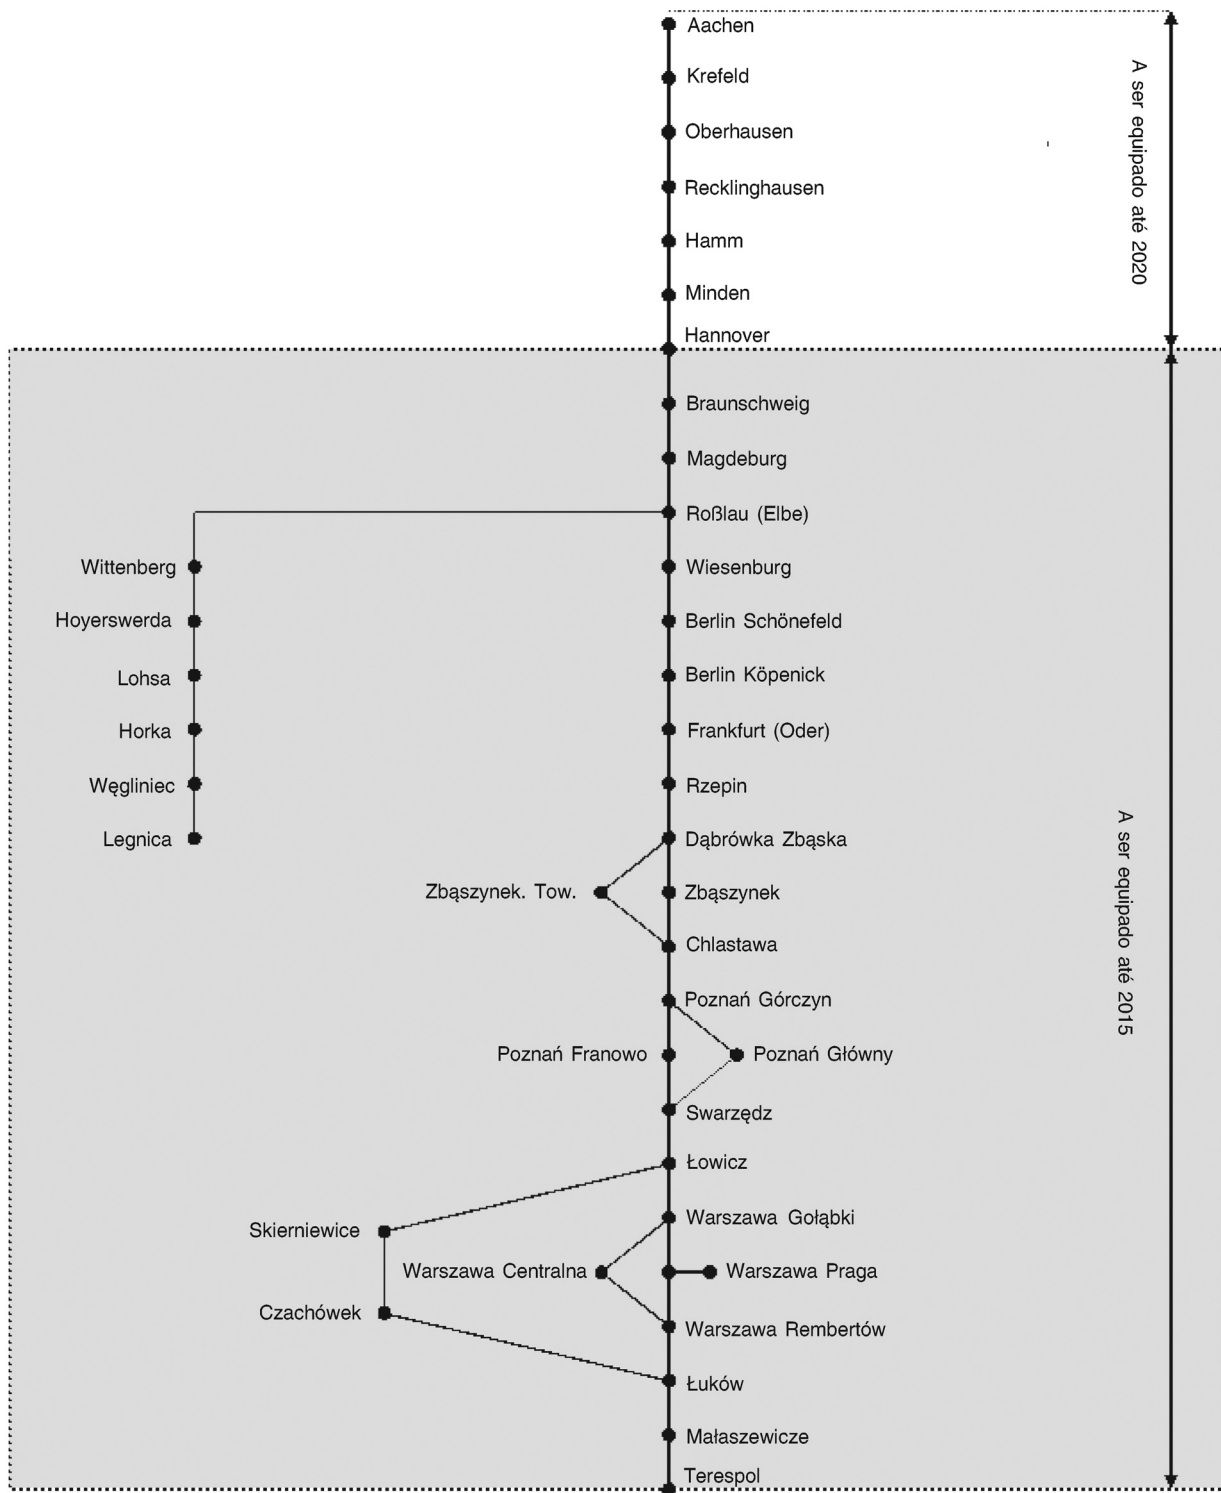 Aachen
Krefeld
Oberhausen
Recklinghausen
Hamm
Minden
Hannover
A ser equipado até 2020
Braunschweig
Magdeburg
Roßlau (Elbe)
Wittenberg
Wiesenburg
Hoyerswerda
Berlin Schönefeld
Lohsa
Berlin Köpenick
Horka
Frankfurt (Oder)
Węgliniec
Rzepin
Legnica
Dąbrówka Zbąska
Zbąszynek. Tow.
Zbąszynek
Chlastawa
A ser equipado até 2015
Poznań Górczyn
Poznań Franowo
Poznań Główny
Swarzędz
Łowicz
Skierniewice
Warszawa Gołąbki
Warszawa Centralna
Warszawa Praga
Czachówek
Warszawa Rembertów
Łuków
Małaszewicze
Terespol